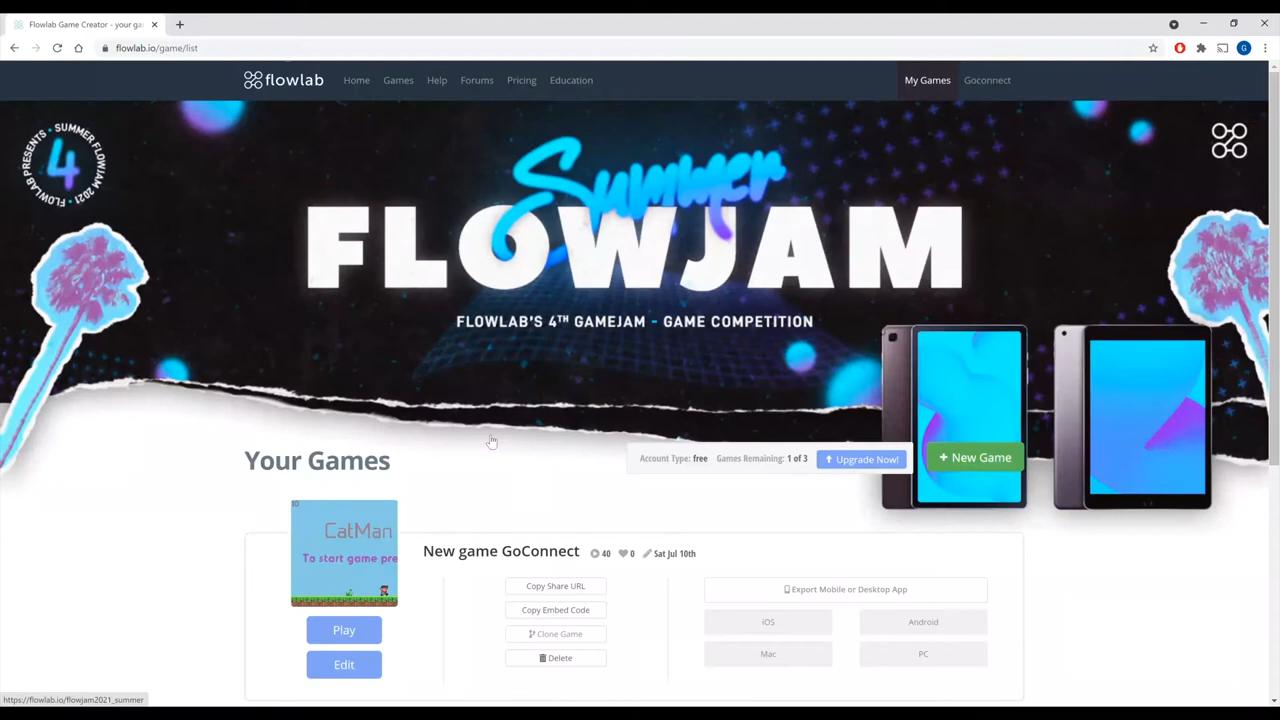 Flowlab Game Creator - your ga
flowlab.io/game/list
G
flowlab
Home
Games
Help
Forums
Pricing
Education
My Games
Goconnect
FLOWLAB PRESENTS · SUMMER FLOWJAM 2021
4
Summer
FLOWJAM
FLOWLAB'S 4TH GAMEJAM - GAME COMPETITION
Your Games
Account Type: free
Games Remaining: 1 of 3
Upgrade Now!
+ New Game
10
CatMan
To start game pre
New game GoConnect
40
0
Sat Jul 10th
Copy Share URL
Copy Embed Code
Clone Game
Delete
Export Mobile or Desktop App
iOS
Android
Mac
PC
Play
Edit
https://flowlab.io/flowjam2021_summer